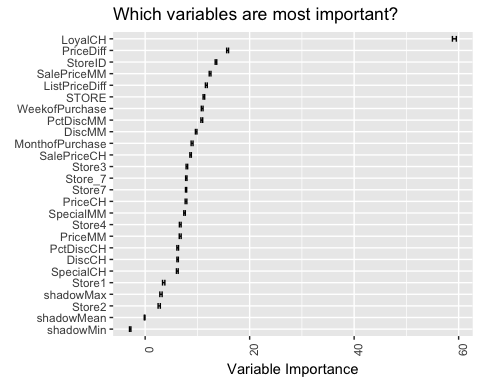 Which variables are most important?
LoyalCH
PriceDiff
StoreID
SalePriceMM
ListPriceDiff
STORE
WeekofPurchase
PctDiscMM
DiscMM
MonthofPurchase
SalePriceCH
Store3
Store_7
Store7
PriceCH
SpecialMM
Store4
PriceMM
PctDiscCH
DiscCH
SpecialCH
Store1
shadowMax
Store2
shadowMean
shadowMin
0 20 40 60
Variable Importance